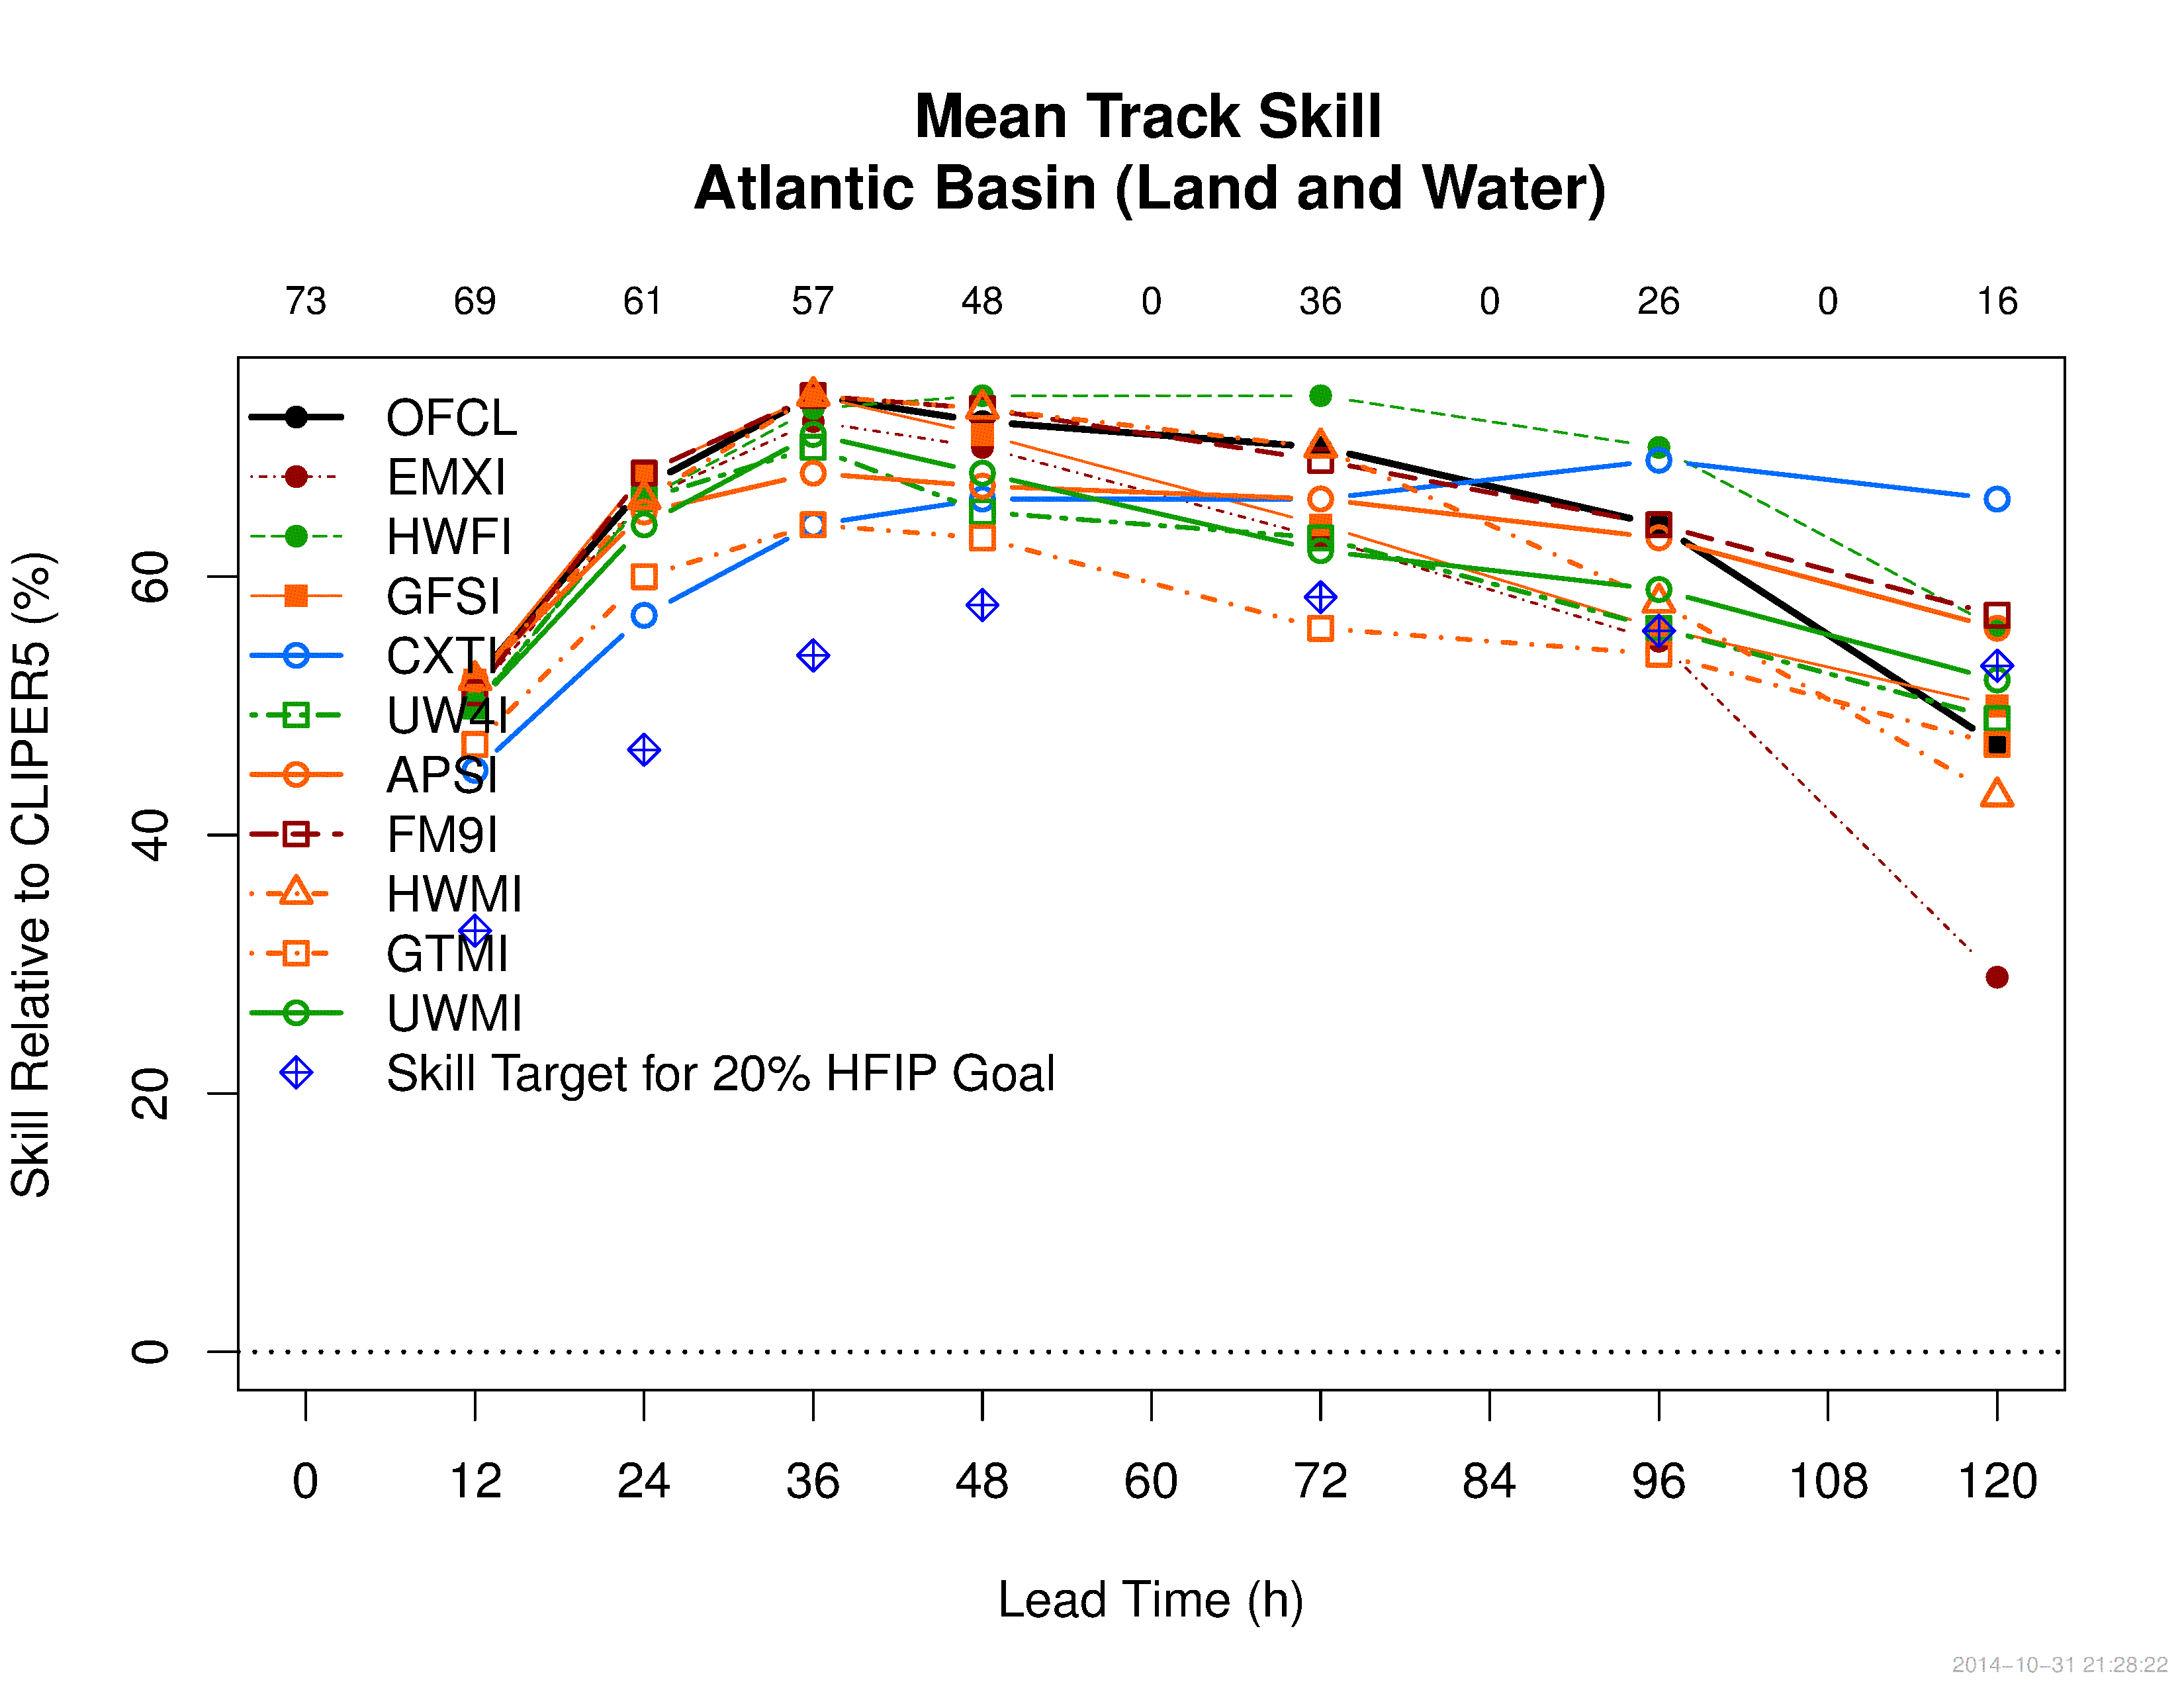 Mean Track Skill
Atlantic Basin (Land and Water)
73 69 61 57 48 0 36 0 26 0 16
OFCL
EMXI
HWFI
GFSI
CXTI
UW4I
APSI
FM9I
HWMI
GTMI
UWMI
Skill Target for 20% HFIP Goal
Skill Relative to CLIPER5 (%)
60
40
20
0
0 12 24 36 48 60 72 84 96 108 120
Lead Time (h)
2014-10-31 21:28:22